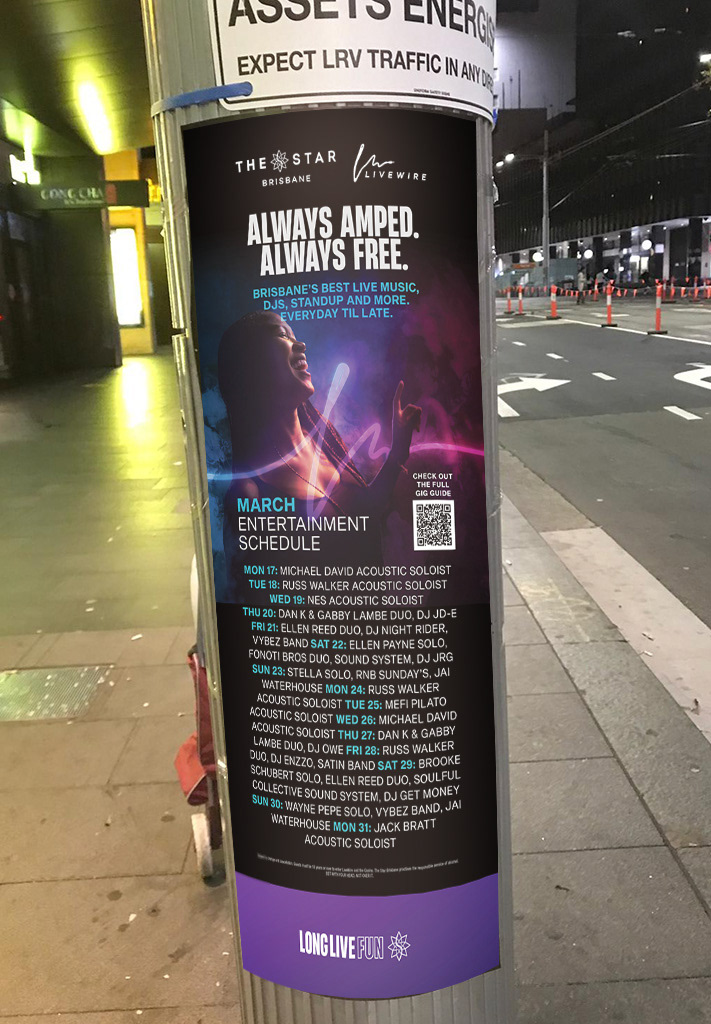 ASSETS ENERGIS
EXPECT LRV TRAFFIC IN ANY
GONG CHA
THE STAR
BRISBANE
LIVEWIRE
ALWAYS AMPED.
ALWAYS FREE.
BRISBANE'S BEST LIVE MUSIC,
DJS, STANDUP AND MORE.
EVERYDAY TIL LATE.
CHECK OUT
THE FULL
GIG GUIDE
MARCH
ENTERTAINMENT
SCHEDULE
MON 17: MICHAEL DAVID ACOUSTIC SOLOIST
TUE 18: RUSS WALKER ACOUSTIC SOLOIST
WED 19: NES ACOUSTIC SOLOIST
THU 20: DAN K & GABBY LAMBE DUO, DJ JD-E
FRI 21: ELLEN REED DUO, DJ NIGHT RIDER,
VYBEZ BAND SAT 22: ELLEN PAYNE SOLO,
FONOTI BROS DUO, SOUND SYSTEM, DJ JRG
SUN 23: STELLA SOLO, RNB SUNDAY'S, JAI
WATERHOUSE MON 24: RUSS WALKER
ACOUSTIC SOLOIST TUE 25: MEFI PILATO
ACOUSTIC SOLOIST WED 26: MICHAEL DAVID
ACOUSTIC SOLOIST THU 27: DAN K & GABBY
LAMBE DUO, DJ OWE FRI 28: RUSS WALKER
DUO, DJ ENZZO, SATIN BAND SAT 29: BROOKE
SCHUBERT SOLO, ELLEN REED DUO, SOULFUL
COLLECTIVE SOUND SYSTEM, DJ GET MONEY
SUN 30: WAYNE PEPE SOLO, VYBEZ BAND, JAI
WATERHOUSE MON 31: JACK BRATT
ACOUSTIC SOLOIST
LONG LIVE FUN